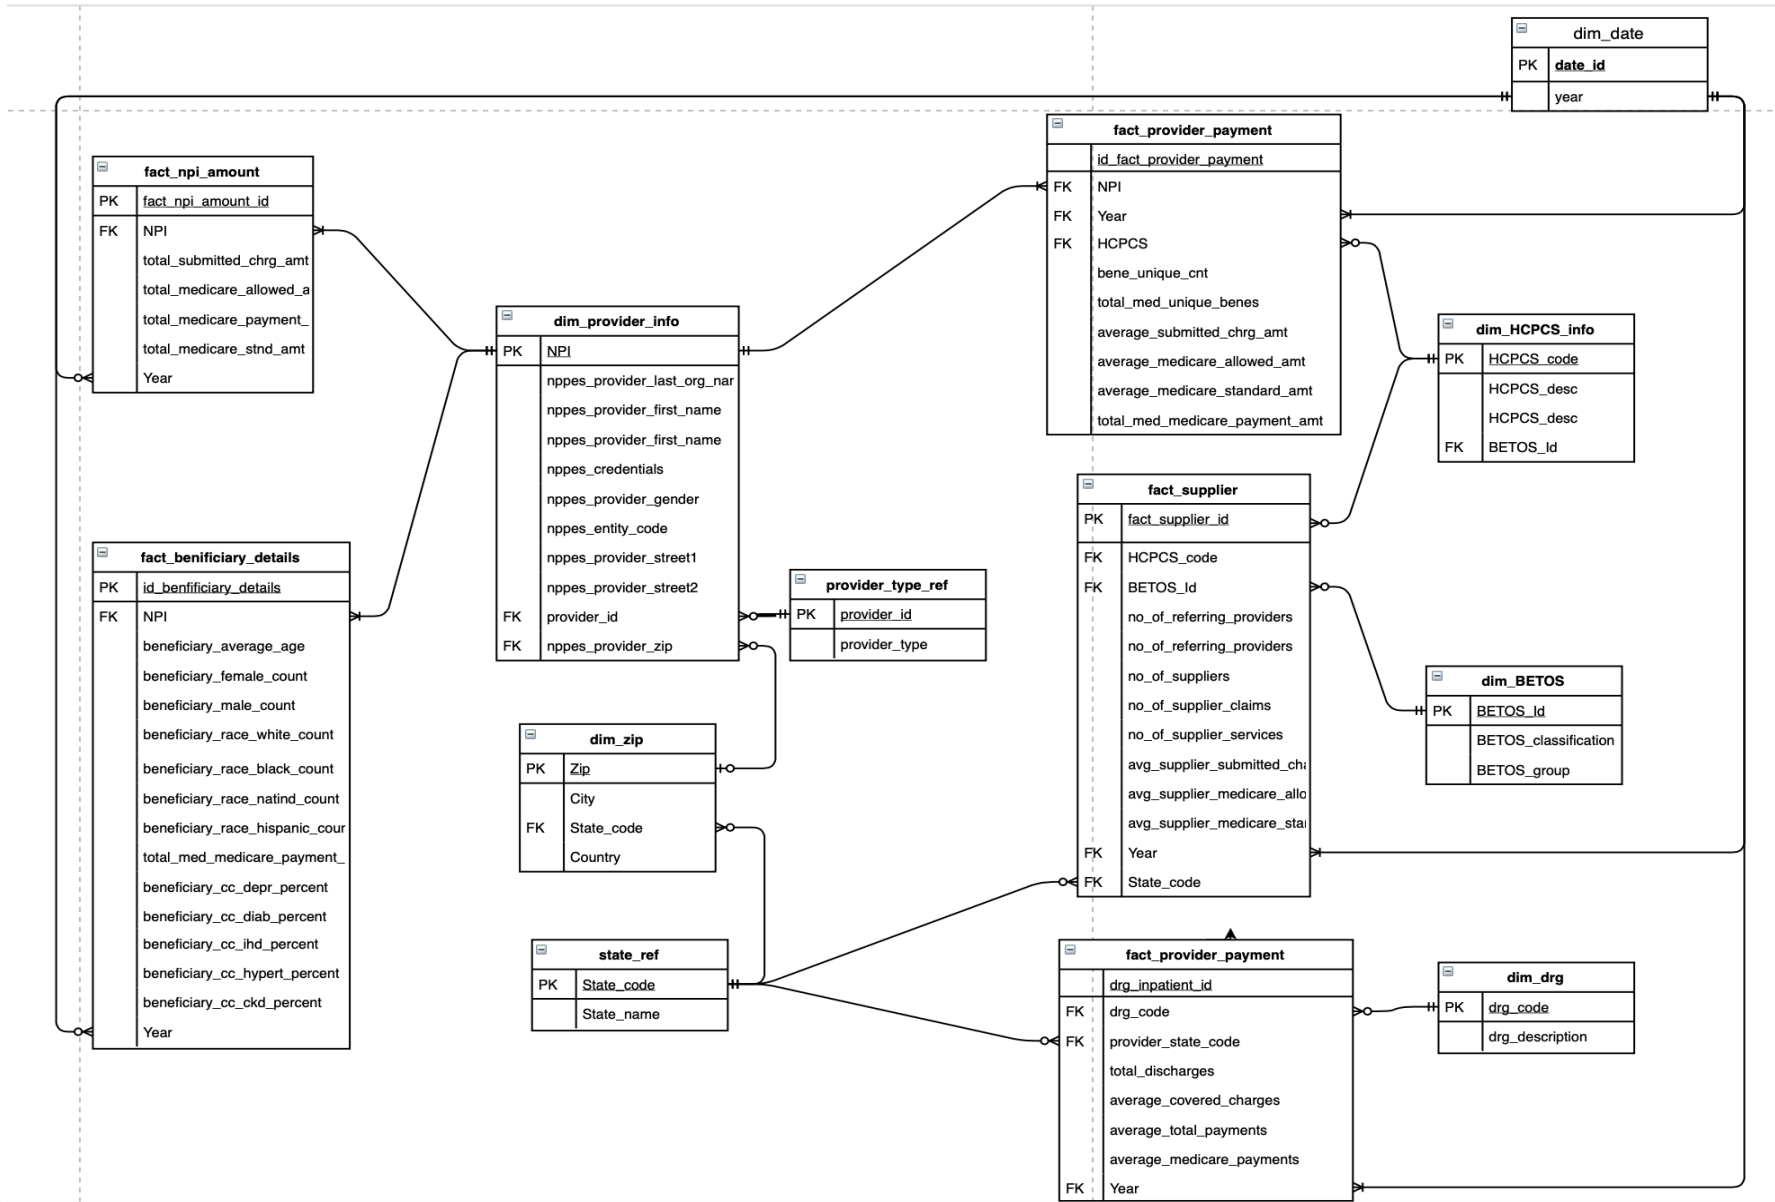 dim_date
PK date_id
year
fact_npi_amount
PK fact_npi_amount_id
FK NPI
total_submitted_chrg_amt
total_medicare_allowed_a
total_medicare_payment_
total_medicare_stnd_amt
Year
fact_benificiary_details
PK id_benfificiary_details
FK NPI
beneficiary_average_age
beneficiary_female_count
beneficiary_male_count
beneficiary_race_white_count
beneficiary_race_black_count
beneficiary_race_natind_count
beneficiary_race_hispanic_cour
total_med_medicare_payment_
beneficiary_cc_depr_percent
beneficiary_cc_diab_percent
beneficiary_cc_ihd_percent
beneficiary_cc_hypert_percent
beneficiary_cc_ckd_percent
Year
dim_provider_info
PK NPI
nppes_provider_last_org_nar
nppes_provider_first_name
nppes_provider_first_name
nppes_credentials
nppes_provider_gender
nppes_entity_code
nppes_provider_street1
nppes_provider_street2
FK provider_id
FK nppes_provider_zip
provider_type_ref
PK provider_id
provider_type
dim_zip
PK Zip
City
FK State_code
Country
state_ref
PK State_code
State_name
fact_provider_payment
id_fact_provider_payment
FK NPI
FK Year
FK HCPCS
bene_unique_cnt
total_med_unique_benes
average_submitted_chrg_amt
average_medicare_allowed_amt
average_medicare_standard_amt
total_med_medicare_payment_amt
dim_HCPCS_info
PK HCPCS_code
HCPCS_desc
HCPCS_desc
FK BETOS_Id
fact_supplier
PK fact_supplier_id
FK HCPCS_code
FK BETOS_Id
no_of_referring_providers
no_of_referring_providers
no_of_suppliers
no_of_supplier_claims
no_of_supplier_services
avg_supplier_submitted_cha
avg_supplier_medicare_allo
avg_supplier_medicare_sta
FK Year
FK State_code
dim_BETOS
PK BETOS_Id
BETOS_classification
BETOS_group
fact_provider_payment
drg_inpatient_id
FK drg_code
FK provider_state_code
total_discharges
average_covered_charges
average_total_payments
average_medicare_payments
FK Year
dim_drg
PK drg_code
drg_description